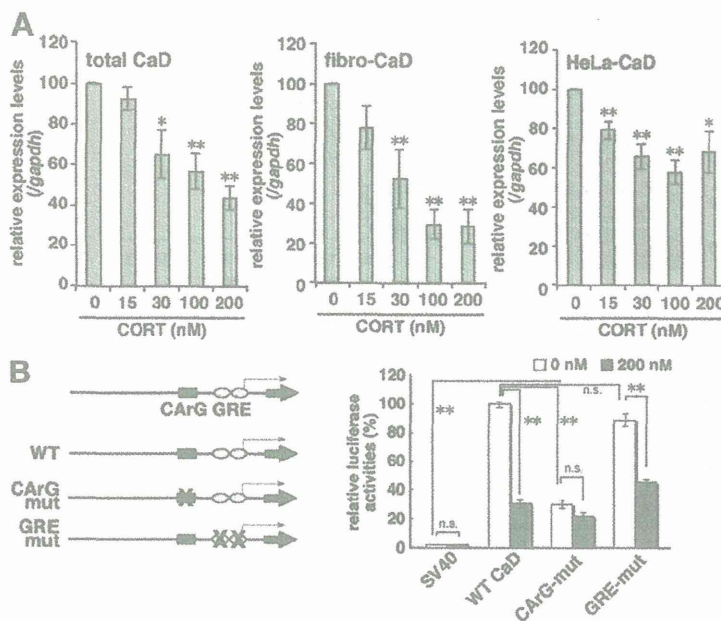 A
total CaD
relative expression levels
(/gapdh)
120
100
80
60
40
20
0
*
**
**
0 15 30 100 200
CORT (nM)
fibro-CaD
relative expression levels
(/gapdh)
120
100
80
60
40
20
0
**
**
**
0 15 30 100 200
CORT (nM)
HeLa-CaD
relative expression levels
(/gapdh)
120
100
80
60
40
20
0
**
**
**
*
0 15 30 100 200
CORT (nM)
B
CArG GRE
WT
CArG
mut
GRE
mut
0 nM 200 nM
relative luciferase
activities (%)
100
80
60
40
20
0
**
n.s.
**
**
n.s.
n.s.
**
SV40
WT CaD
CArG-mut
GRE-mut